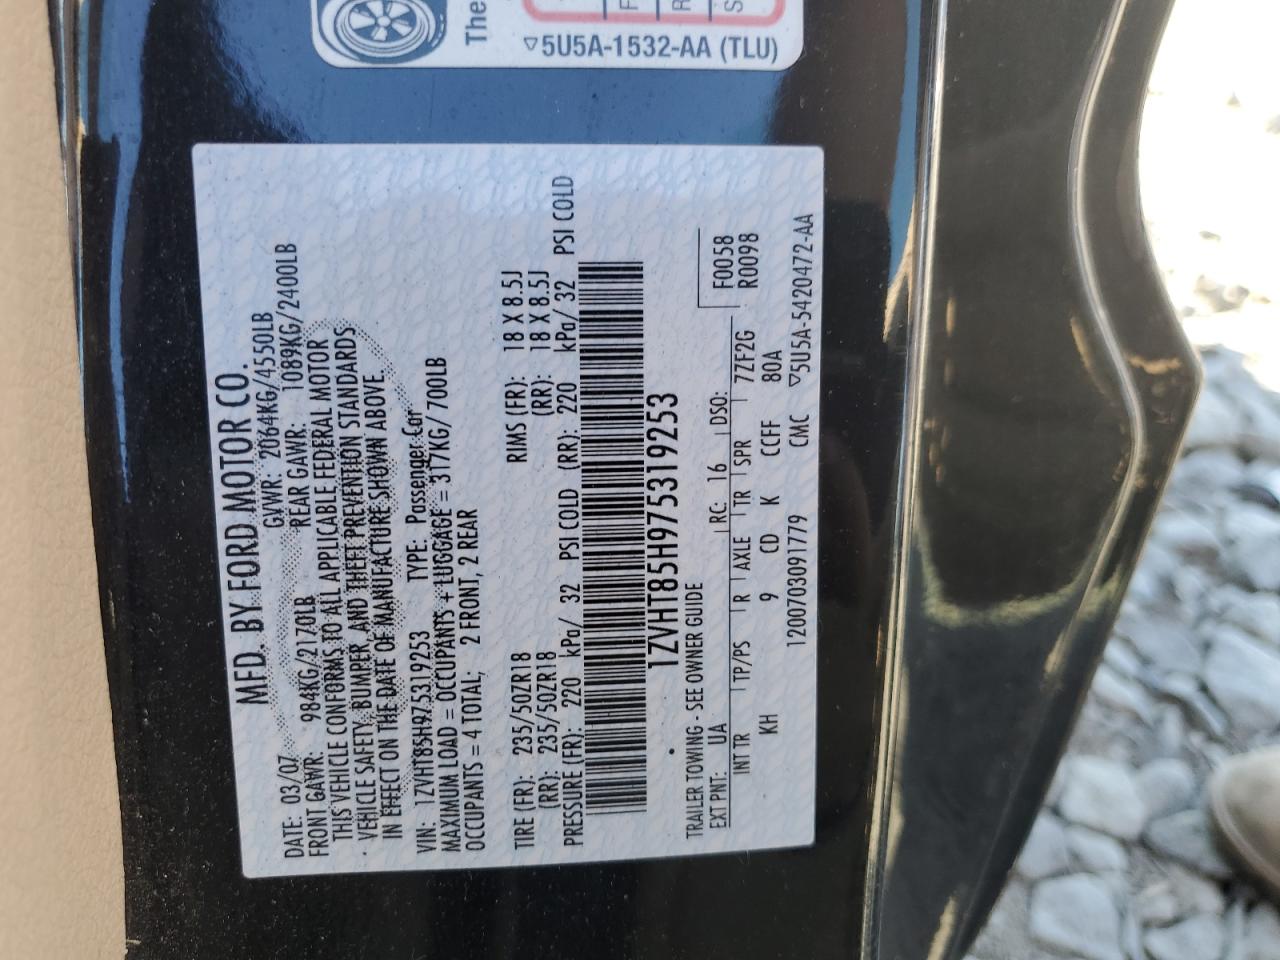 The
F
R
S
▽5U5A-1532-AA (TLU)
MFD. BY FORD MOTOR CO.
DATE: 03/07 GVWR: 2064KG/4550LB
FRONT GAWR: 984KG/2170LB REAR GAWR: 1089KG/2400LB
THIS VEHICLE CONFORMS TO ALL APPLICABLE FEDERAL MOTOR
VEHICLE SAFETY, BUMPER, AND THEFT PREVENTION STANDARDS
IN EFFECT ON THE DATE OF MANUFACTURE SHOWN ABOVE.
VIN: 1ZVHT85H975319253 TYPE: Passenger Car
MAXIMUM LOAD = OCCUPANTS + LUGGAGE = 317KG/700LB
OCCUPANTS = 4 TOTAL; 2 FRONT, 2 REAR
TIRE (FR): 235/50ZR18 RIMS (FR): 18 X 8.5J
(RR): 235/50ZR18 (RR): 18 X 8.5J
PRESSURE (FR): 220 kPa/ 32 PSI COLD (RR): 220 kPa/ 32 PSI COLD
1ZVHT85H975319253
TRAILER TOWING - SEE OWNER GUIDE F0058
EXT PNT: UA RC: 16 DSO: R0098
INT TR TP/PS R AXLE TR SPR 7ZF2G
KH 9 CD K CCFF 80A
1200703091779 CMC ▽5U5A-5420472-AA